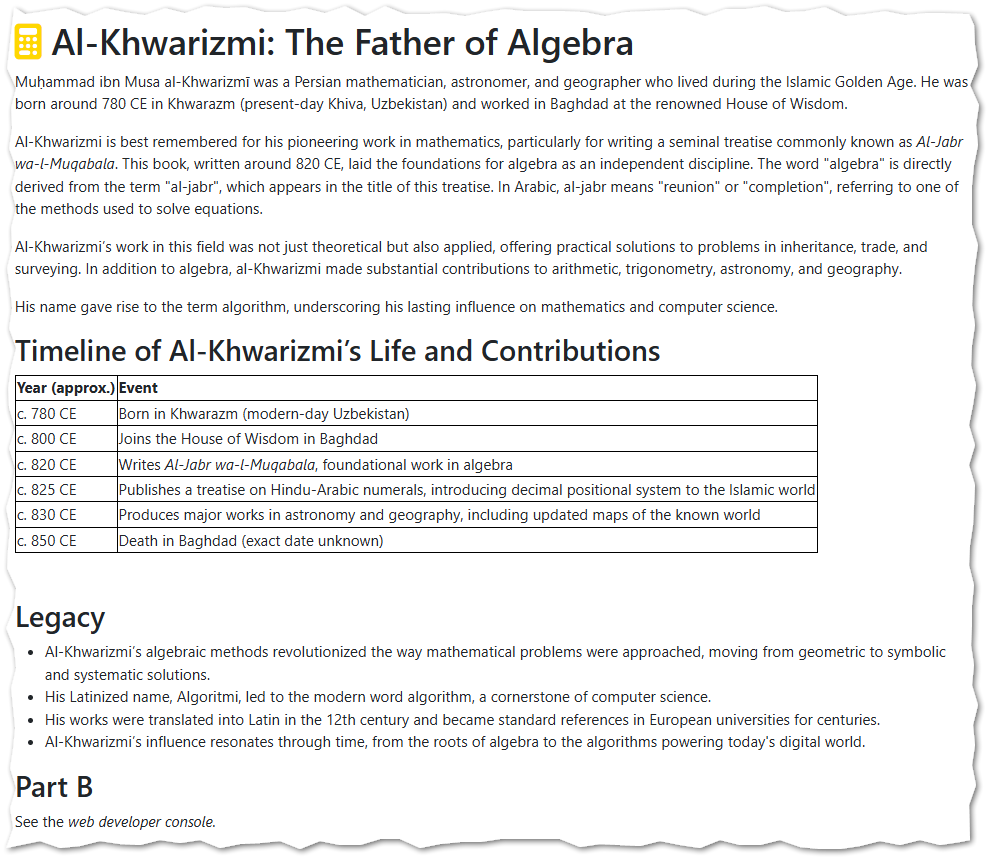 Al-Khwarizmi: The Father of Algebra
Muḥammad ibn Musa al-Khwarizmī was a Persian mathematician, astronomer, and geographer who lived during the Islamic Golden Age. He was
born around 780 CE in Khwarazm (present-day Khiva, Uzbekistan) and worked in Baghdad at the renowned House of Wisdom.
Al-Khwarizmi is best remembered for his pioneering work in mathematics, particularly for writing a seminal treatise commonly known as Al-Jabr
wa-l-Muqabala. This book, written around 820 CE, laid the foundations for algebra as an independent discipline. The word "algebra" is directly
derived from the term "al-jabr", which appears in the title of this treatise. In Arabic, al-jabr means "reunion" or "completion", referring to one of
the methods used to solve equations.
Al-Khwarizmi’s work in this field was not just theoretical but also applied, offering practical solutions to problems in inheritance, trade, and
surveying. In addition to algebra, al-Khwarizmi made substantial contributions to arithmetic, trigonometry, astronomy, and geography.
His name gave rise to the term algorithm, underscoring his lasting influence on mathematics and computer science.
Timeline of Al-Khwarizmi’s Life and Contributions
Year (approx.) Event
c. 780 CE Born in Khwarazm (modern-day Uzbekistan)
c. 800 CE Joins the House of Wisdom in Baghdad
c. 820 CE Writes Al-Jabr wa-l-Muqabala, foundational work in algebra
c. 825 CE Publishes a treatise on Hindu-Arabic numerals, introducing decimal positional system to the Islamic world
c. 830 CE Produces major works in astronomy and geography, including updated maps of the known world
c. 850 CE Death in Baghdad (exact date unknown)
Legacy
• Al-Khwarizmi’s algebraic methods revolutionized the way mathematical problems were approached, moving from geometric to symbolic
and systematic solutions.
• His Latinized name, Algoritmi, led to the modern word algorithm, a cornerstone of computer science.
• His works were translated into Latin in the 12th century and became standard references in European universities for centuries.
• Al-Khwarizmi’s influence resonates through time, from the roots of algebra to the algorithms powering today's digital world.
Part B
See the web developer console.